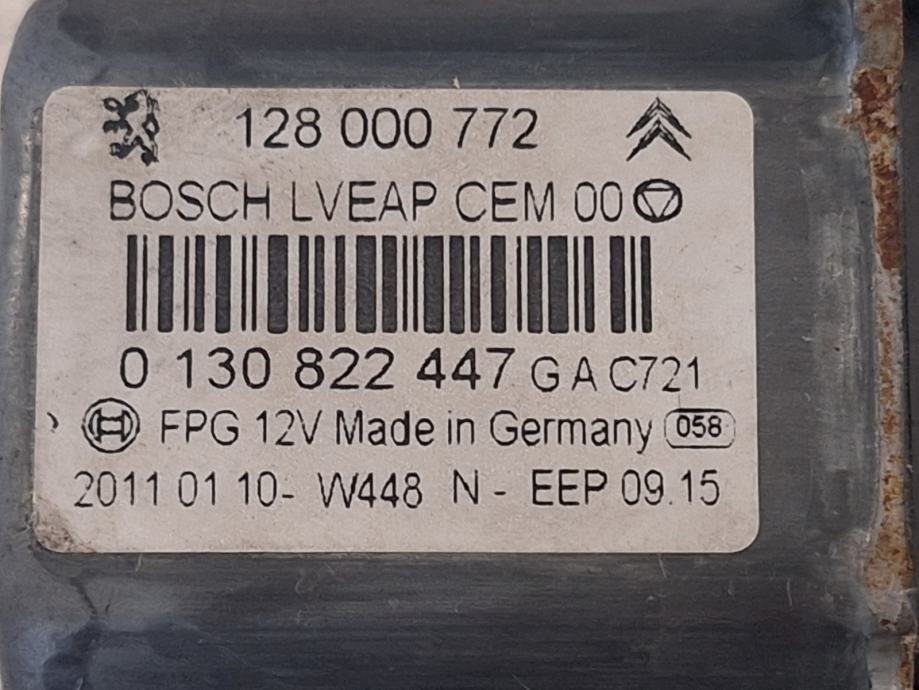 128 000 772
BOSCH LVEAP CEM 00
0 130 822 447 G A C721
FPG 12V Made in Germany 058
2011 01 10- W448 N - EEP 09.15